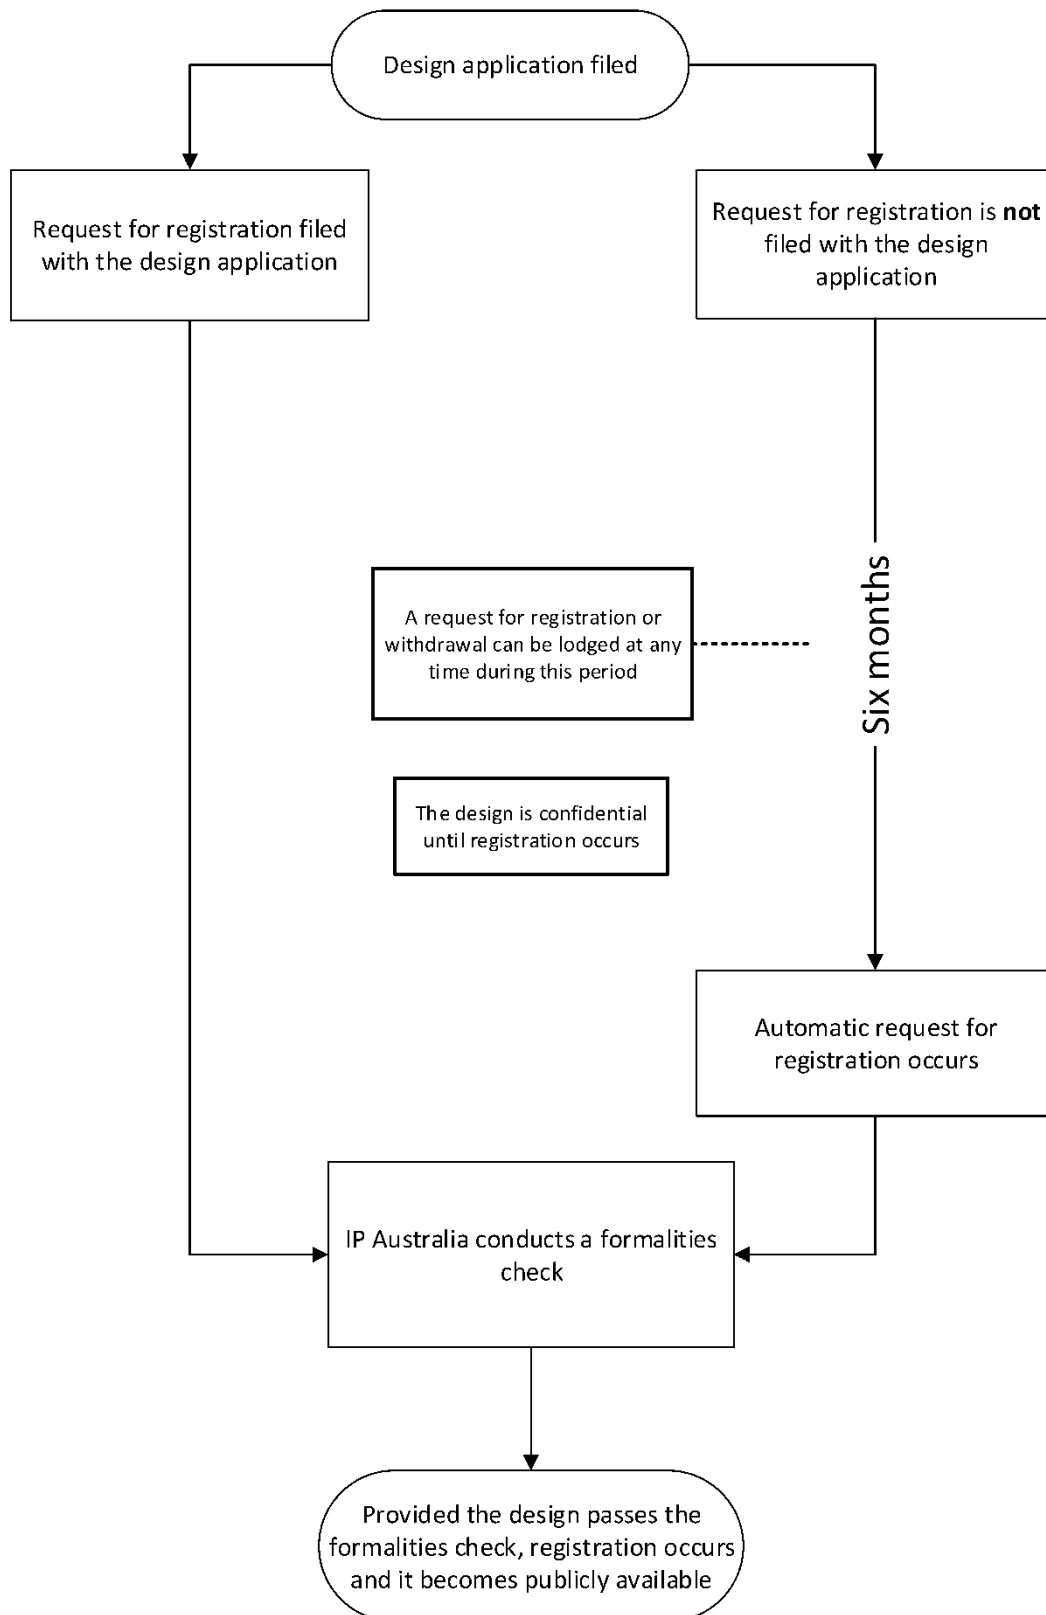 Design application filed
Request for registration filed
with the design application
Request for registration is not
filed with the design
application
A request for registration or
withdrawal can be lodged at any
time during this period
Six months
The design is confidential
until registration occurs
Automatic request for
registration occurs
IP Australia conducts a formalities
check
Provided the design passes the
formalities check, registration occurs
and it becomes publicly available